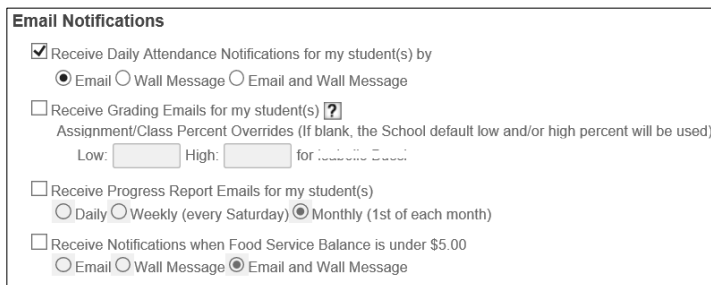 Email Notifications
Receive Daily Attendance Notifications for my student(s) by
Email Wall Message Email and Wall Message
Receive Grading Emails for my student(s) ?
Assignment/Class Percent Overrides (If blank, the School default low and/or high percent will be used)
Low: High: for
Receive Progress Report Emails for my student(s)
Daily Weekly (every Saturday) Monthly (1st of each month)
Receive Notifications when Food Service Balance is under $5.00
Email Wall Message Email and Wall Message